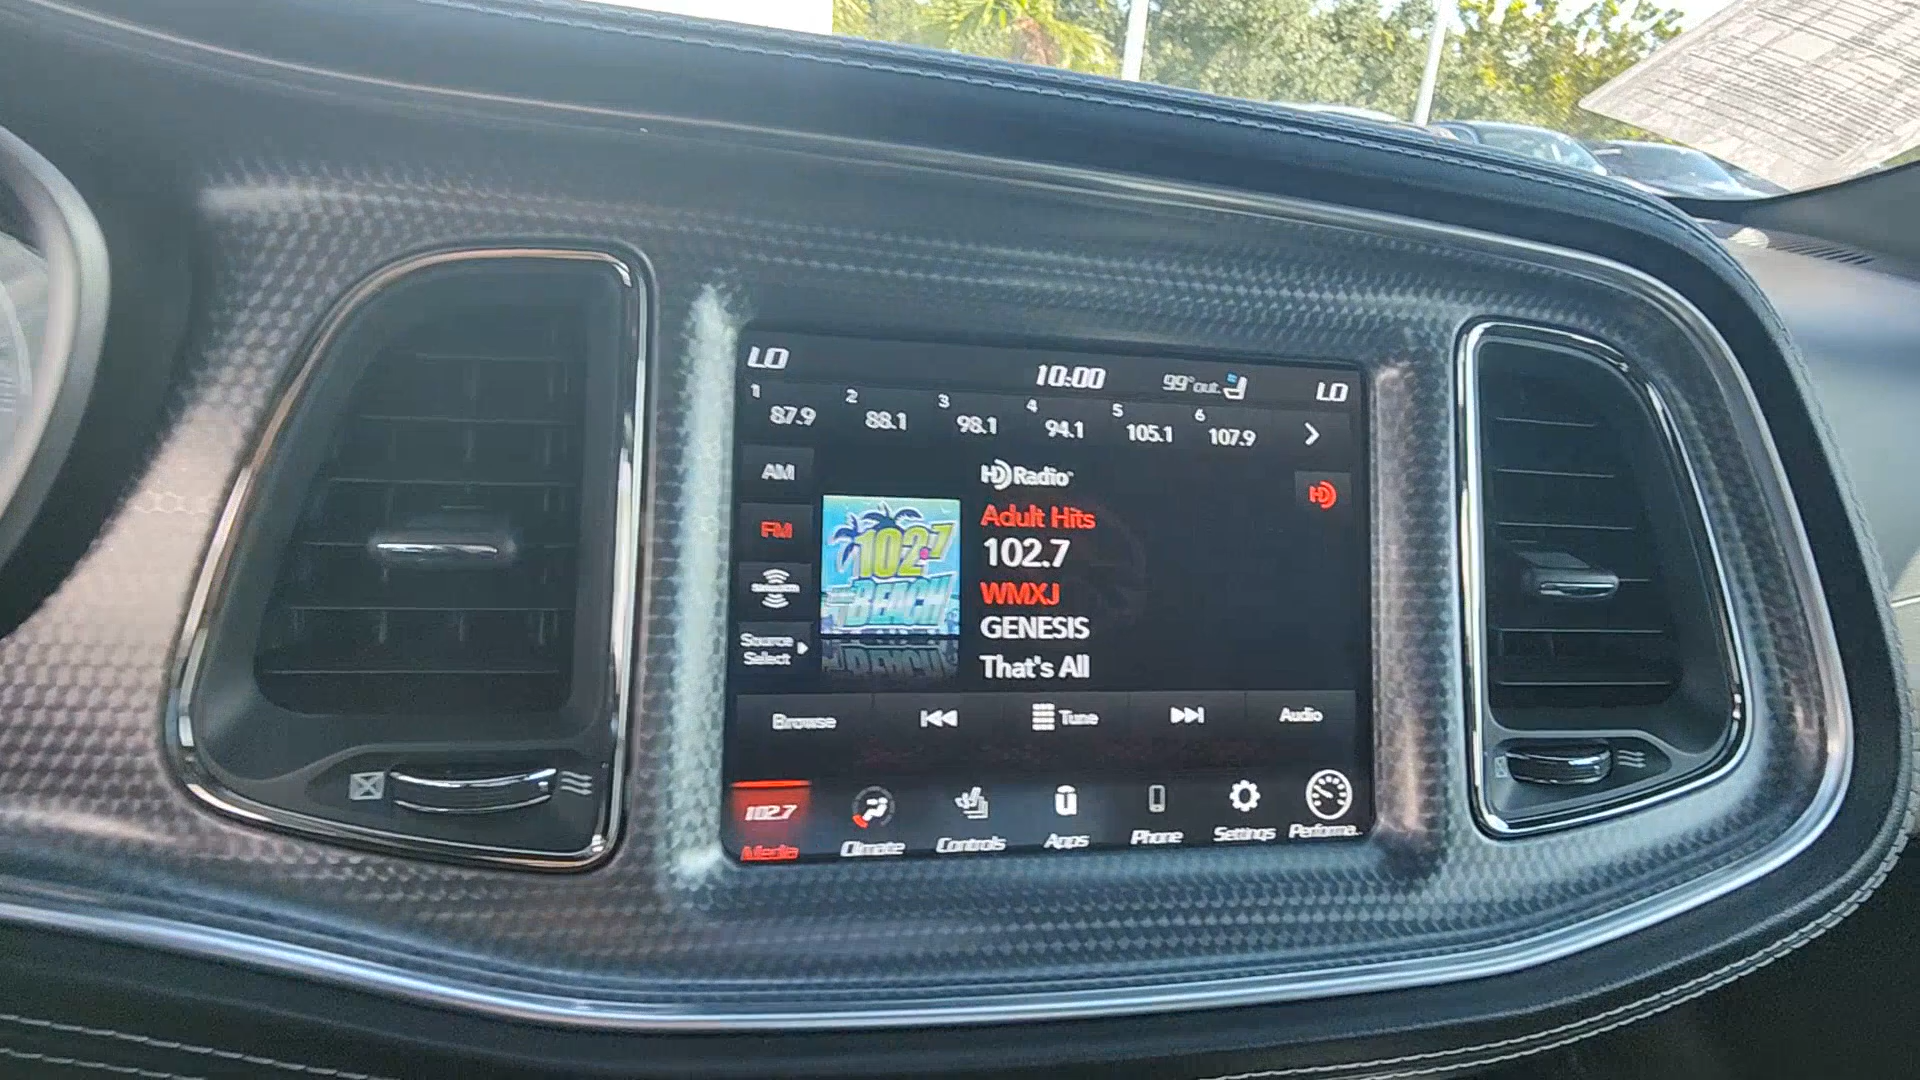 LO
10:00
99°out
LO
1
87.9
2
88.1
3
98.1
4
94.1
5
105.1
6
107.9
AM
HD Radio
HD
FM
Adult Hits
102.7
102.7
BEACH
WMXJ
GENESIS
Source
Select
That's All
Browse
Tune
Audio
102.7
Media
Climate
Controls
Apps
Phone
Settings
Performa..